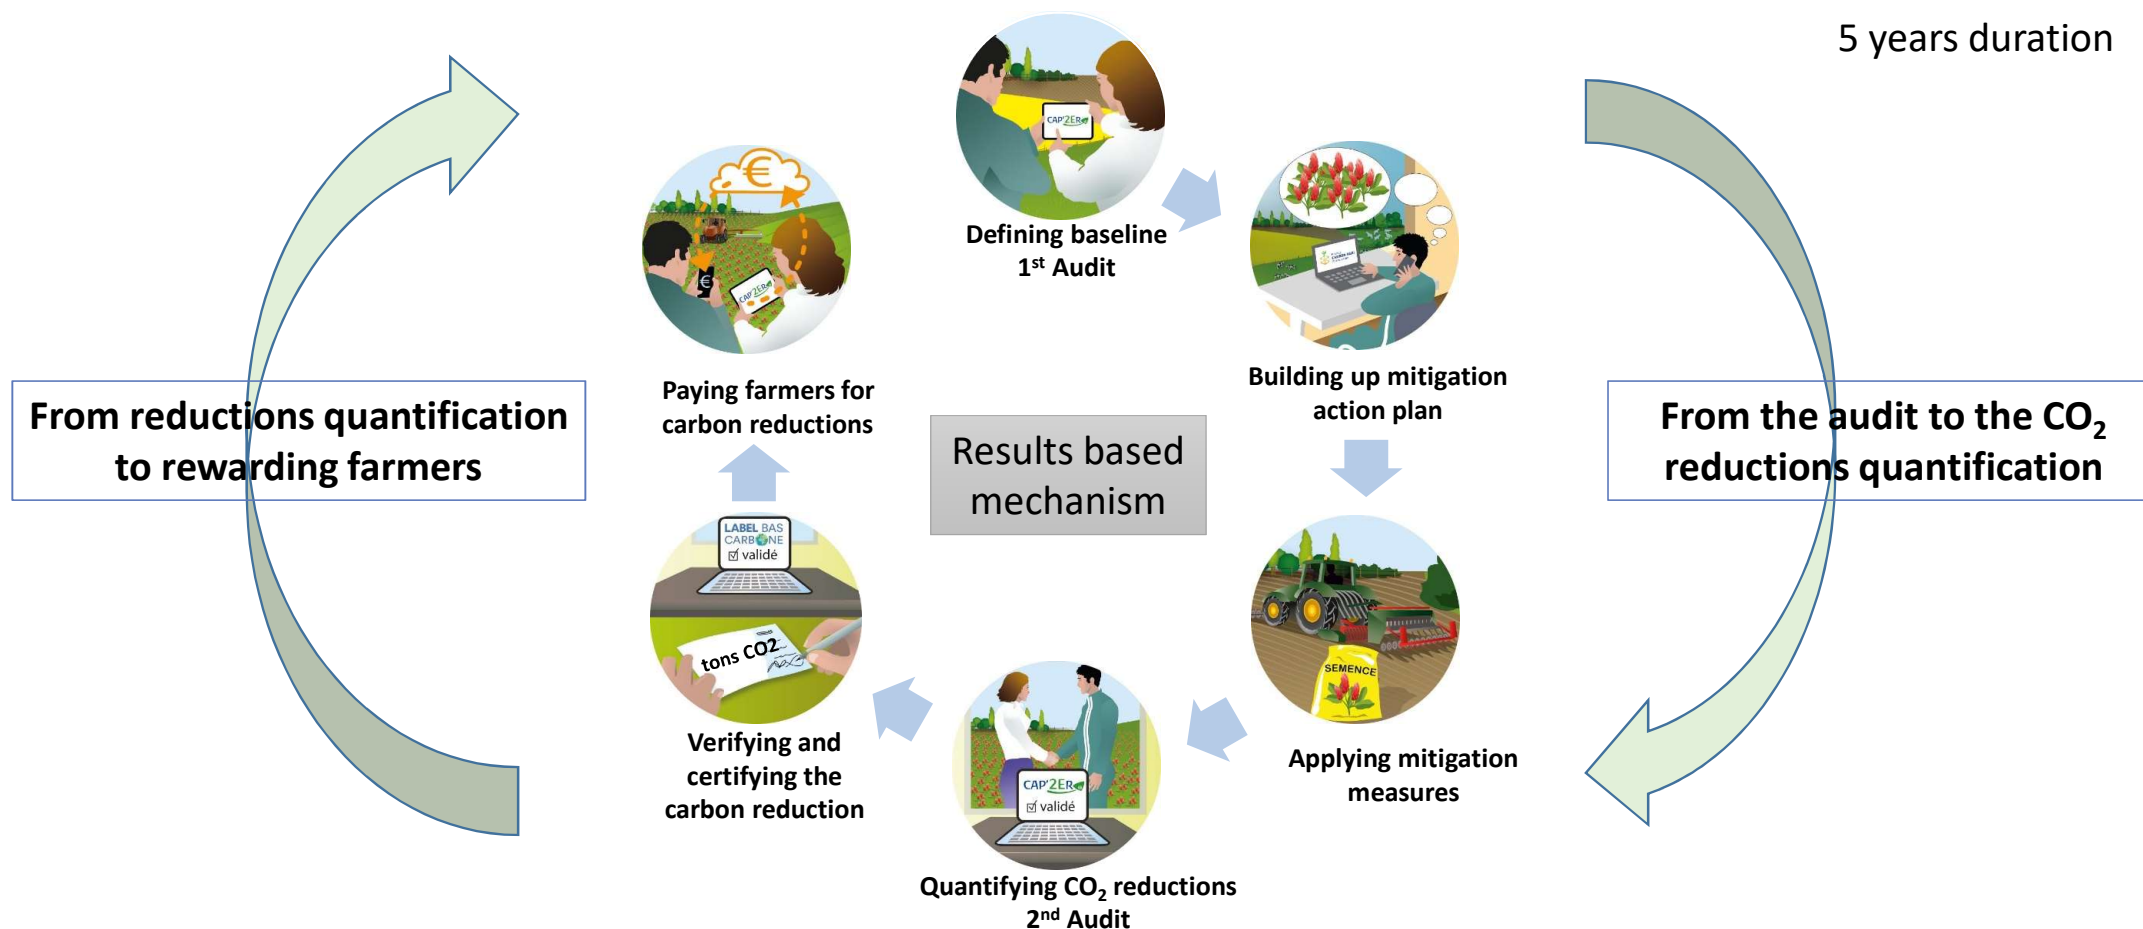 5 years duration
CAP'2ER
Defining baseline
1st Audit
Building up mitigation
action plan
€
€
CAP'2ER
Paying farmers for
carbon reductions
From reductions quantification
to rewarding farmers
Results based
mechanism
From the audit to the CO2
reductions quantification
LABEL BAS
CARBONE
validé
tons CO2
SEMENCE
Verifying and
certifying the
carbon reduction
Applying mitigation
measures
CAP'2ER
validé
Quantifying CO2 reductions
2nd Audit